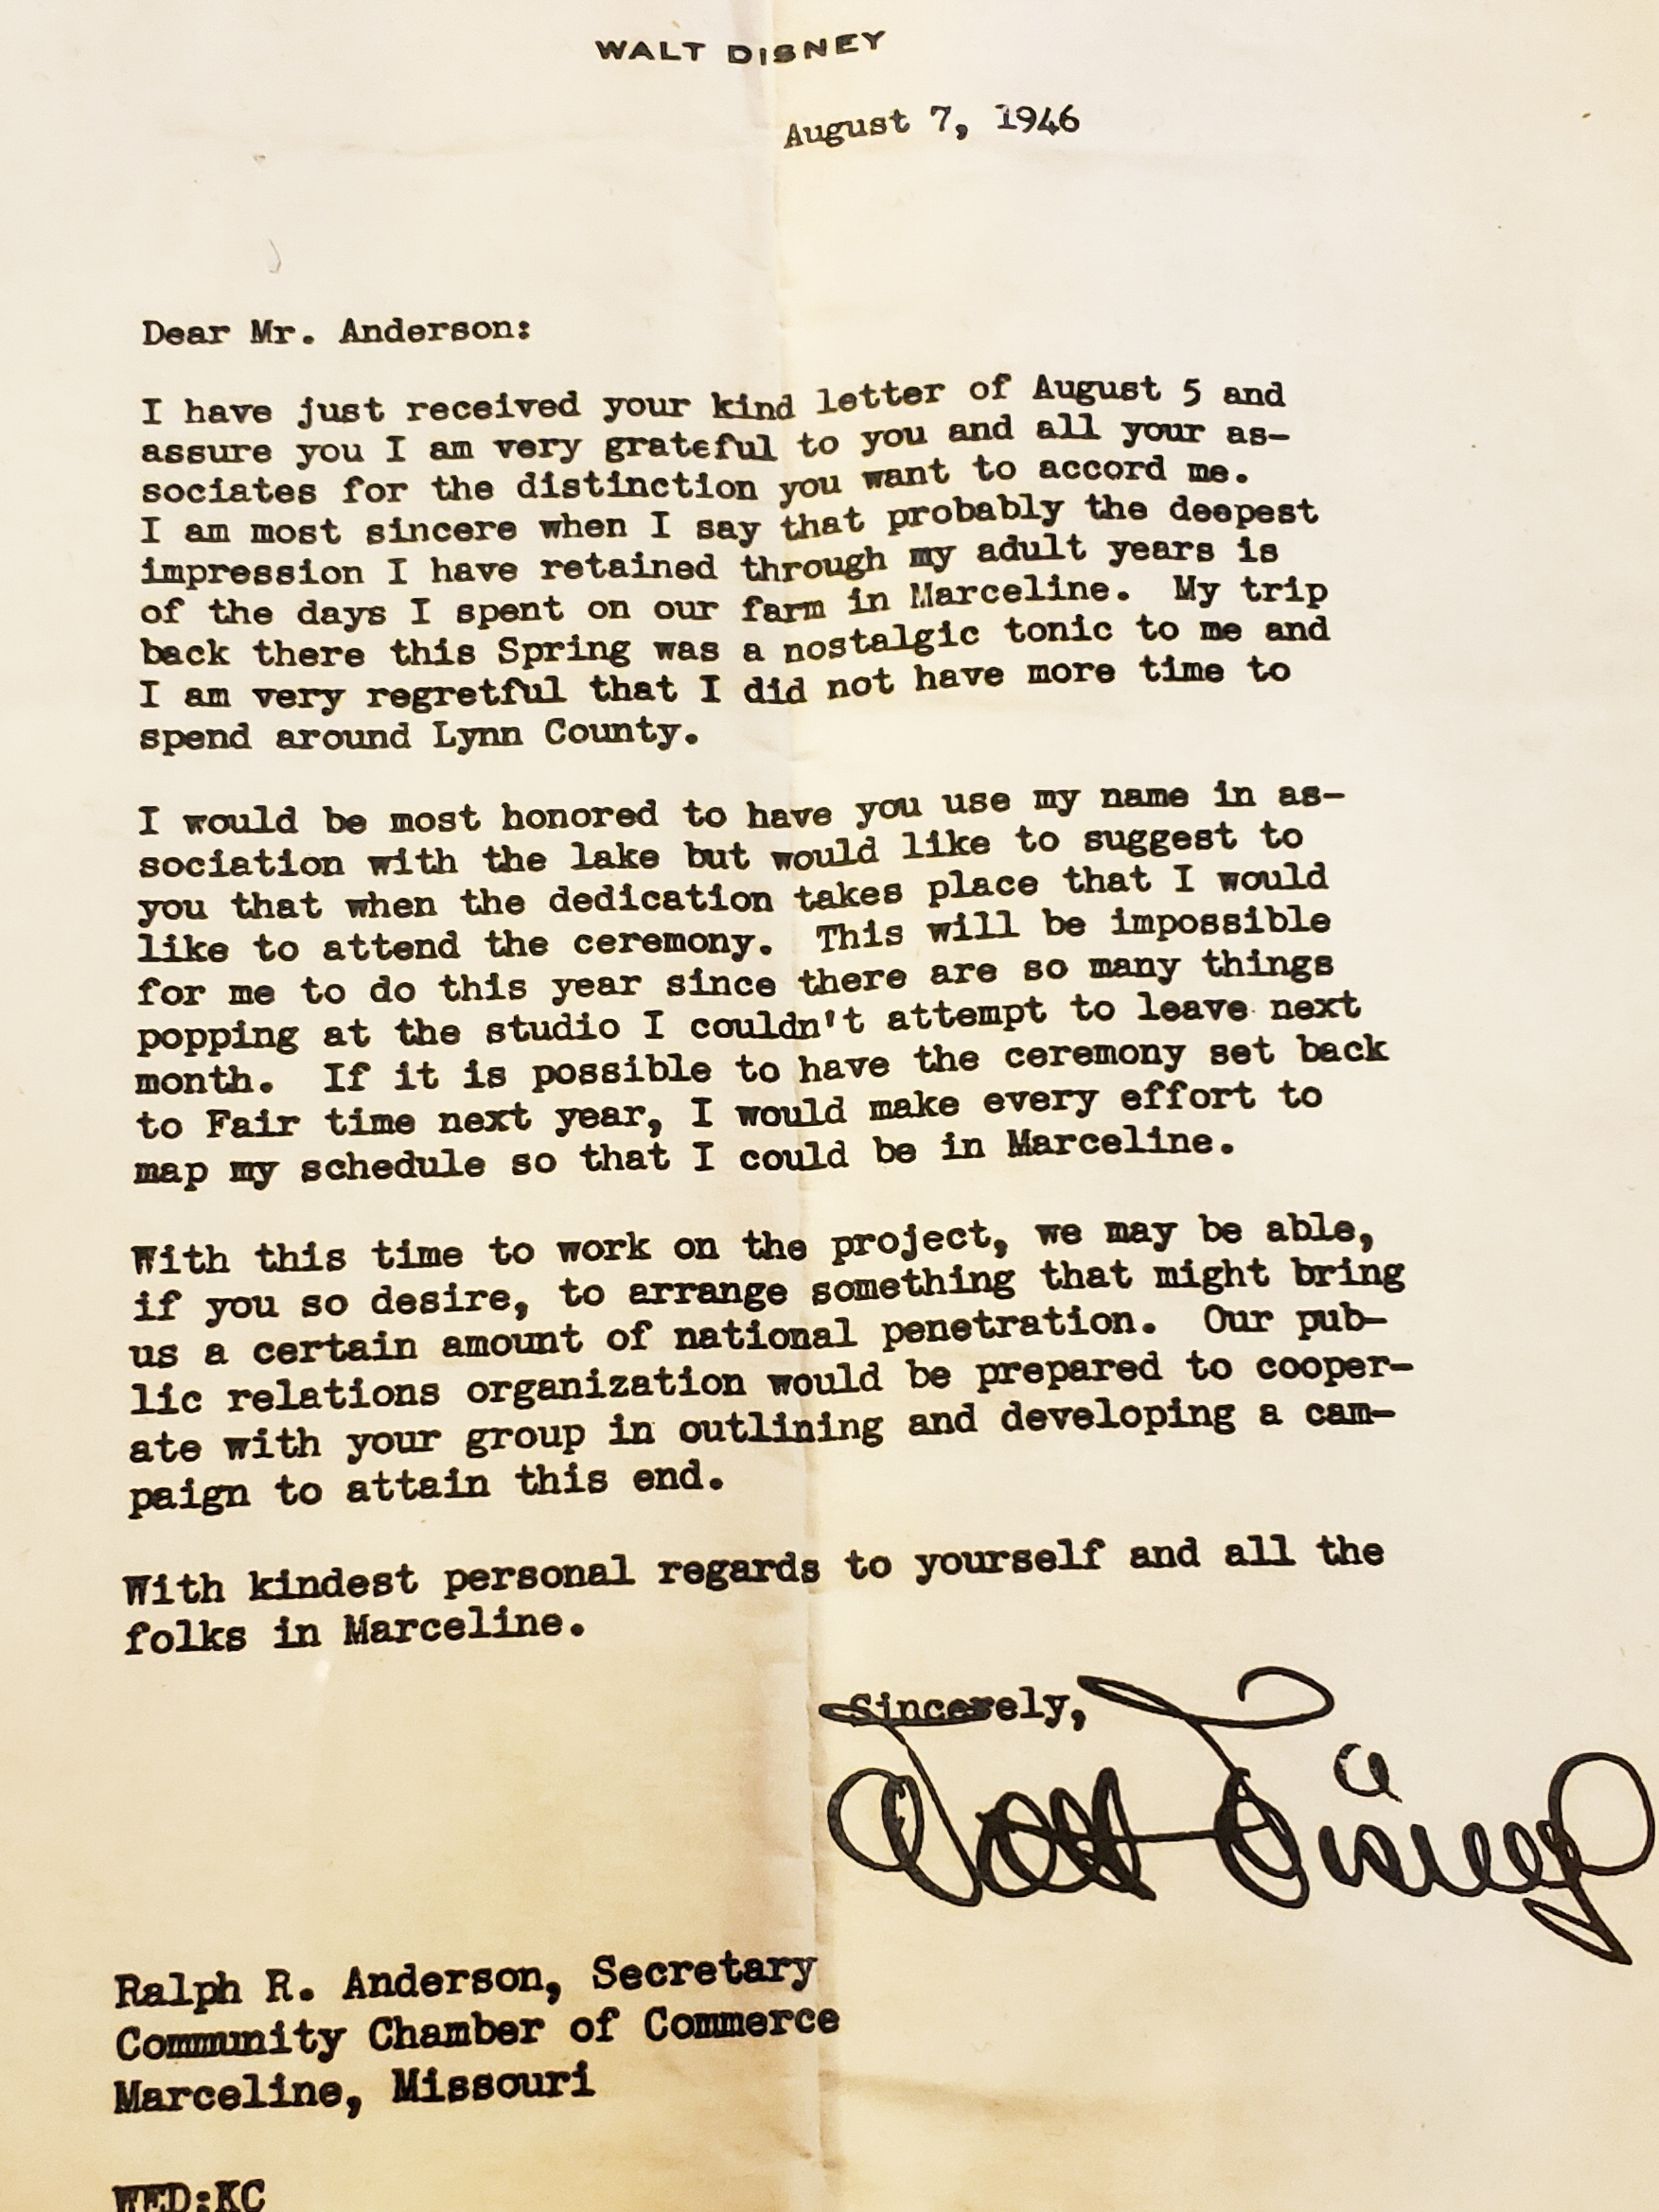 WALT DISNEY
August 7, 1946
Dear Mr. Anderson:
I have just received your kind letter of August 5 and
assure you I am very grateful to you and all your as-
sociates for the distinction you want to accord me.
I am most sincere when I say that probably the deepest
impression I have retained through my adult years is
of the days I spent on our farm in Marceline. My trip
back there this Spring was a nostalgic tonic to me and
I am very regretful that I did not have more time to
spend around Lynn County.
I would be most honored to have you use my name in as-
sociation with the lake but would like to suggest to
you that when the dedication takes place that I would
like to attend the ceremony. This will be impossible
for me to do this year since there are so many things
popping at the studio I couldn't attempt to leave next
month. If it is possible to have the ceremony set back
to Fair time next year, I would make every effort to
map my schedule so that I could be in Marceline.
With this time to work on the project, we may be able,
if you so desire, to arrange something that might bring
us a certain amount of national penetration. Our pub-
lic relations organization would be prepared to cooper-
ate with your group in outlining and developing a cam-
paign to attain this end.
With kindest personal regards to yourself and all the
folks in Marceline.
Sincerely,
Walt Disney
Ralph R. Anderson, Secretary
Community Chamber of Commerce
Marceline, Missouri
WED:KC